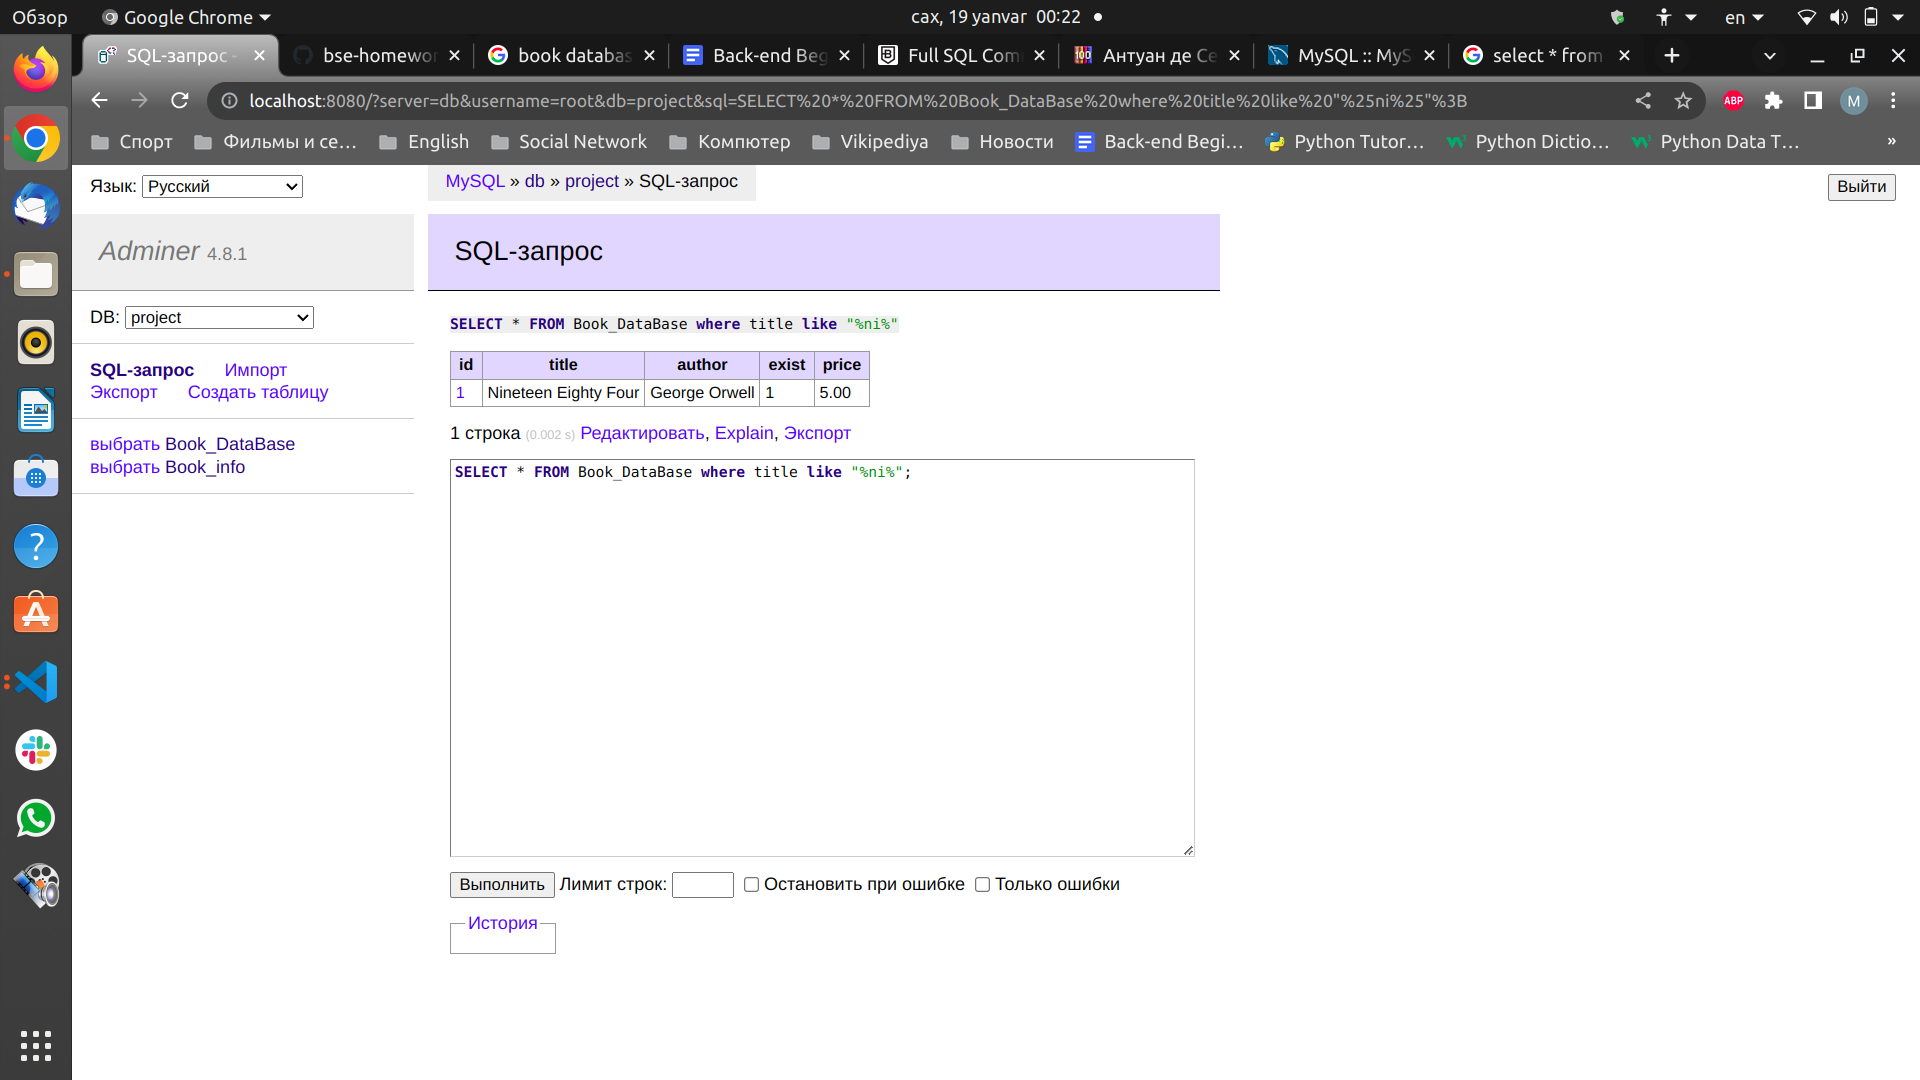 Обзор Google Chrome сах, 19 yanvar 00:22 en
SQL-запрос - bse-homewor book databas Back-end Beg Full SQL Com Антуан де Се MySQL :: MyS select * from
localhost:8080/?server=db&username=root&db=project&sql=SELECT%20*%20FROM%20Book_DataBase%20where%20title%20like%20"%25ni%25"%3B ABP M
Спорт Фильмы и се... English Social Network Компютер Vikipediya Новости Back-end Begi... Python Tutor... Python Dictio... Python Data T... »
Язык: Русский MySQL » db » project » SQL-запрос Выйти
Adminer 4.8.1 SQL-запрос
DB: project
SELECT * FROM Book_DataBase where title like "%ni%"
SQL-запрос Импорт
Экспорт Создать таблицу
id title author exist price
1 Nineteen Eighty Four George Orwell 1 5.00
выбрать Book_DataBase
выбрать Book_info
1 строка (0.002 s) Редактировать, Explain, Экспорт
SELECT * FROM Book_DataBase where title like "%ni%";
Выполнить Лимит строк: Остановить при ошибке Только ошибки
История